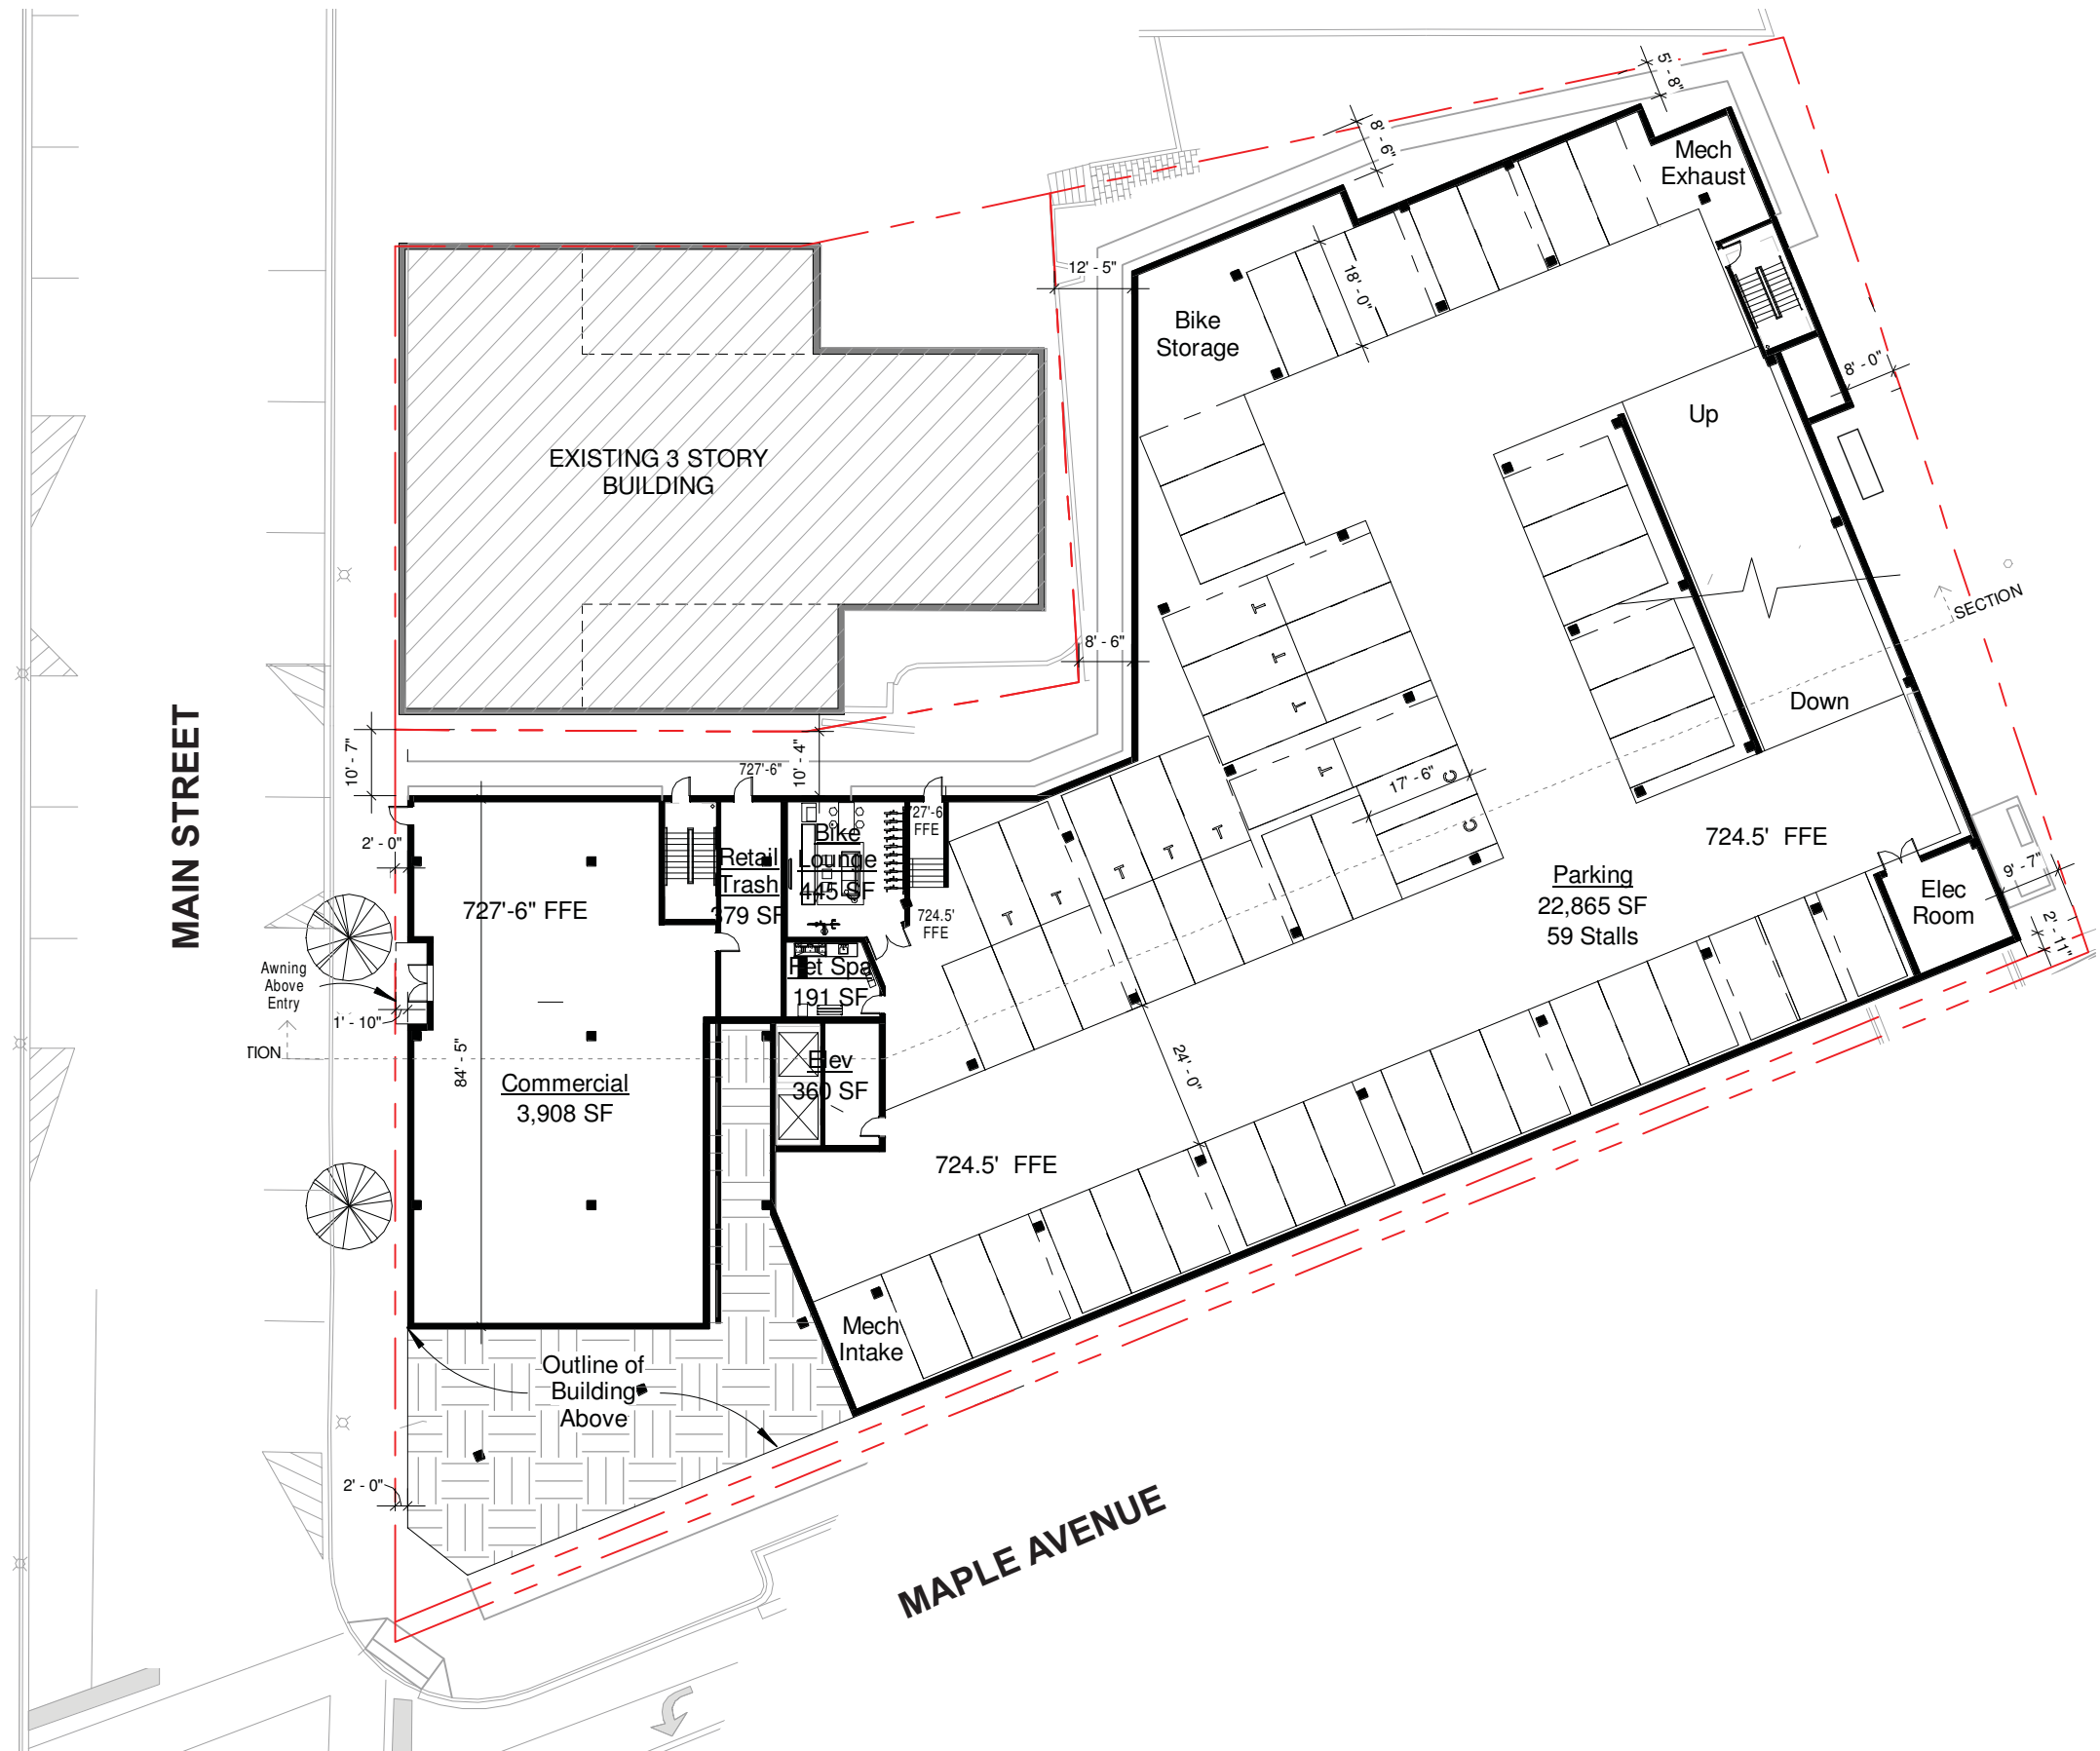 5' - 8"
8' - 6"
Mech
Exhaust
12' - 5"
18' - 0"
Bike
Storage
8' - 0"
Up
EXISTING 3 STORY
BUILDING
SECTION
T
8' - 6"
T
T
Down
MAIN STREET
10' - 7"
727'-6"
10' - 4"
T
17' - 6"
C
C
2' - 0"
727'-6
FFE
Bike
Lounge
445 SF
Retail
Trash
379 SF
T
T
T
T
T
724.5' FFE
Parking
22,865 SF
59 Stalls
9' - 7"
Elec
Room
2' - 11"
727'-6" FFE
724.5'
FFE
Awning
Above
Entry
Pet Spa
191 SF
1' - 10"
TION
84' - 5"
Elev
360 SF
24' - 0"
Commercial
3,908 SF
724.5' FFE
Mech
Intake
Outline of
Building
Above
2' - 0"
MAPLE AVENUE